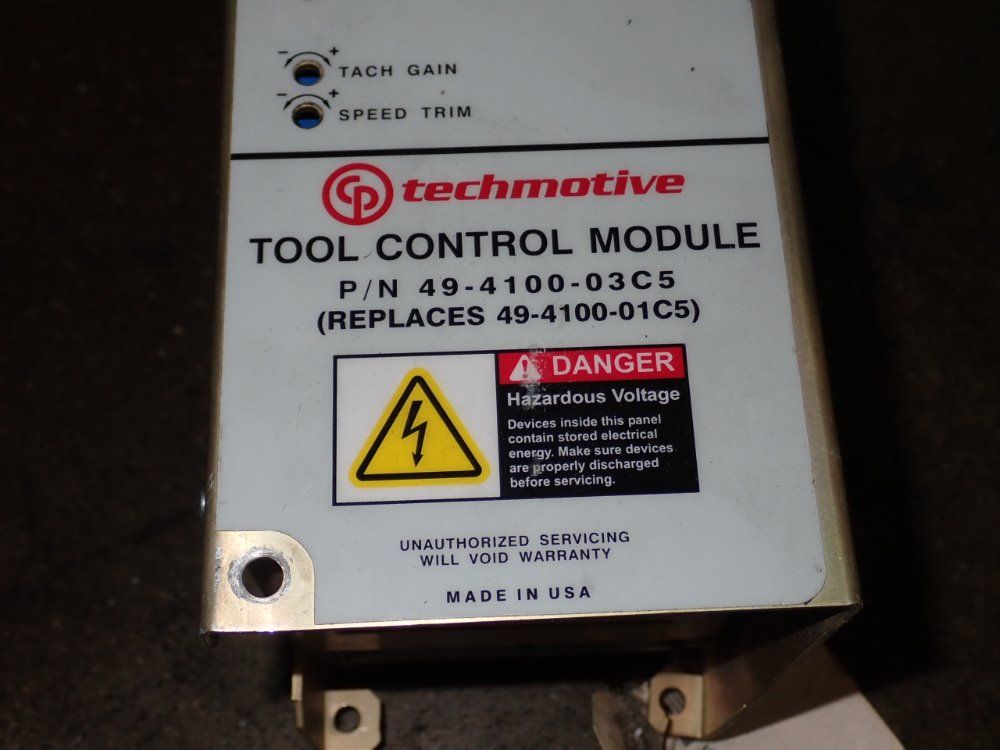 - +
TACH GAIN
- +
SPEED TRIM
CP techmotive
TOOL CONTROL MODULE
P/N 49-4100-03C5
(REPLACES 49-4100-01C5)
DANGER
Hazardous Voltage
Devices inside this panel
contain stored electrical
energy. Make sure devices
are properly discharged
before servicing.
UNAUTHORIZED SERVICING
WILL VOID WARRANTY
MADE IN USA